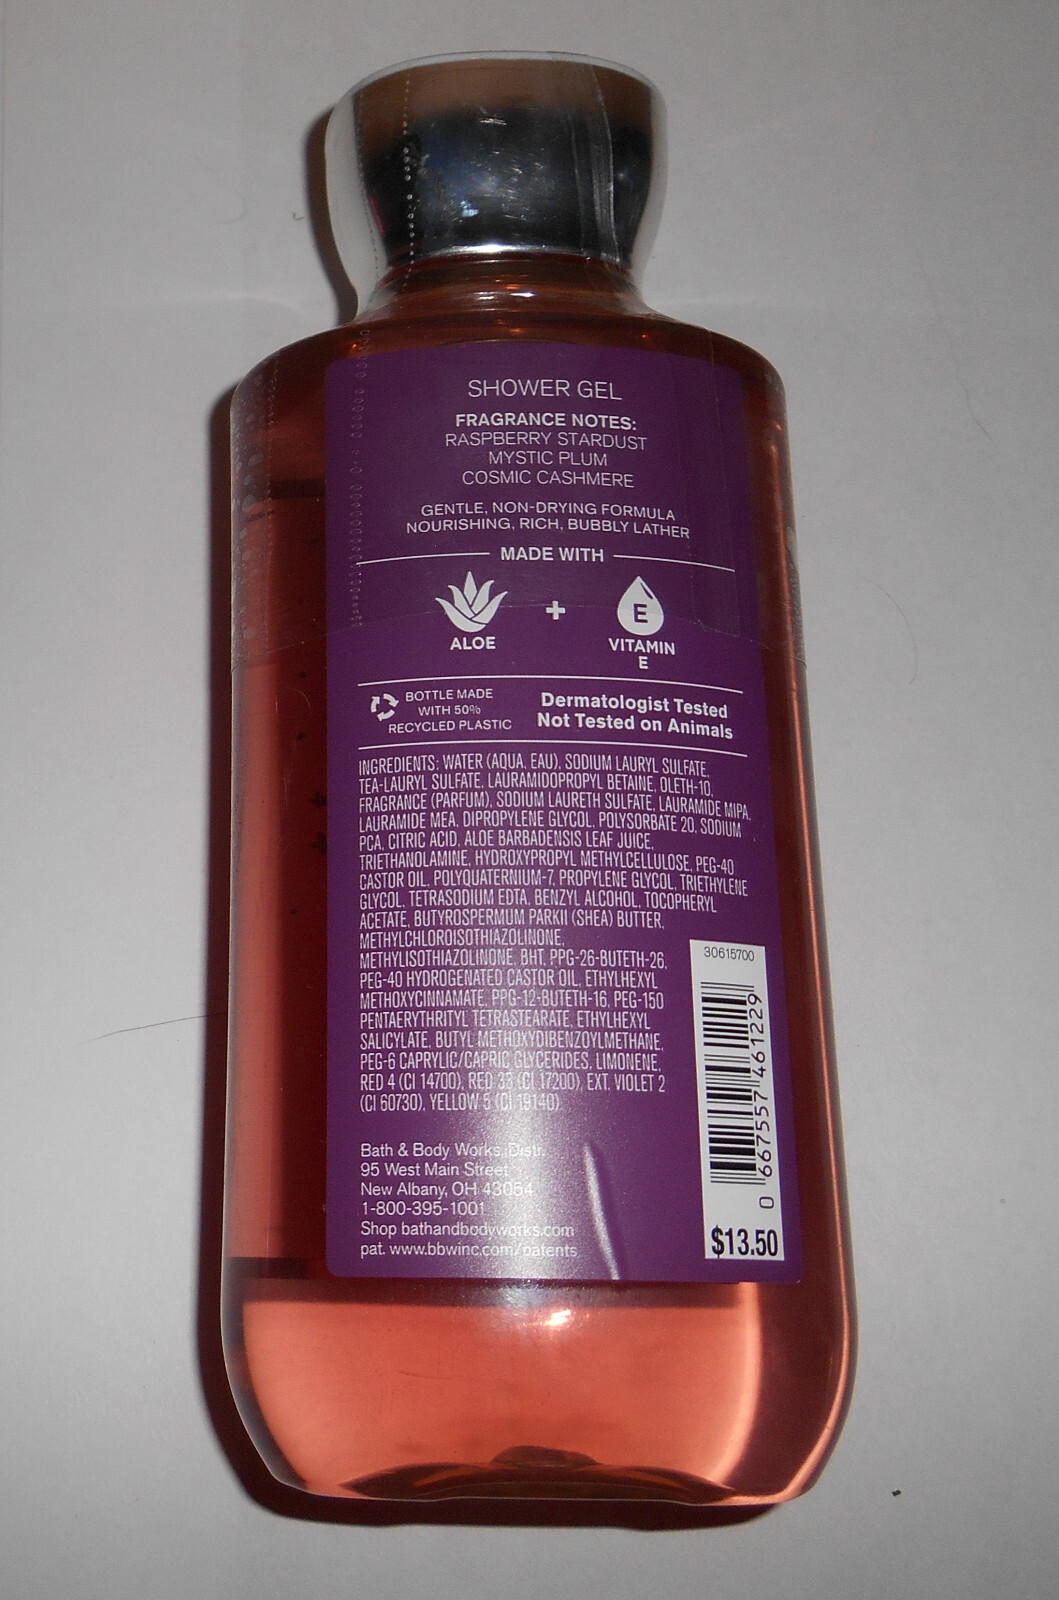 SHOWER GEL
FRAGRANCE NOTES:
RASPBERRY STARDUST
MYSTIC PLUM
COSMIC CASHMERE
GENTLE, NON-DRYING FORMULA
NOURISHING, RICH, BUBBLY LATHER
MADE WITH
ALOE
+
E
VITAMIN
E
BOTTLE MADE
WITH 50%
RECYCLED PLASTIC
Dermatologist Tested
Not Tested on Animals
INGREDIENTS: WATER (AQUA, EAU), SODIUM LAURYL SULFATE,
TEA-LAURYL SULFATE, LAURAMIDOPROPYL BETAINE, OLETH-10,
FRAGRANCE (PARFUM), SODIUM LAURETH SULFATE, LAURAMIDE MIPA,
LAURAMIDE MEA, DIPROPYLENE GLYCOL, POLYSORBATE 20, SODIUM
PCA, CITRIC ACID, ALOE BARBADENSIS LEAF JUICE,
TRIETHANOLAMINE, HYDROXYPROPYL METHYLCELLULOSE, PEG-40
CASTOR OIL, POLYQUATERNIUM-7, PROPYLENE GLYCOL, TRIETHYLENE
GLYCOL, TETRASODIUM EDTA, BENZYL ALCOHOL, TOCOPHERYL
ACETATE, BUTYROSPERMUM PARKII (SHEA) BUTTER,
METHYLCHLOROISOTHIAZOLINONE,
METHYLISOTHIAZOLINONE, BHT, PPG-26-BUTETH-26,
PEG-40 HYDROGENATED CASTOR OIL, ETHYLHEXYL
METHOXYCINNAMATE, PPG-12-BUTETH-16, PEG-150
PENTAERYTHRITYL TETRASTEARATE, ETHYLHEXYL
SALICYLATE, BUTYL METHOXYDIBENZOYLMETHANE,
PEG-6 CAPRYLIC/CAPRIC GLYCERIDES, LIMONENE,
RED 4 (CI 14700), RED 33 (CI 17200), EXT. VIOLET 2
(CI 60730), YELLOW 5 (CI 19140)
30615700
0 667557 461229
$13.50
Bath & Body Works, Distr.
95 West Main Street
New Albany, OH 43054
1-800-395-1001
Shop bathandbodyworks.com
pat. www.bbwinc.com/patents